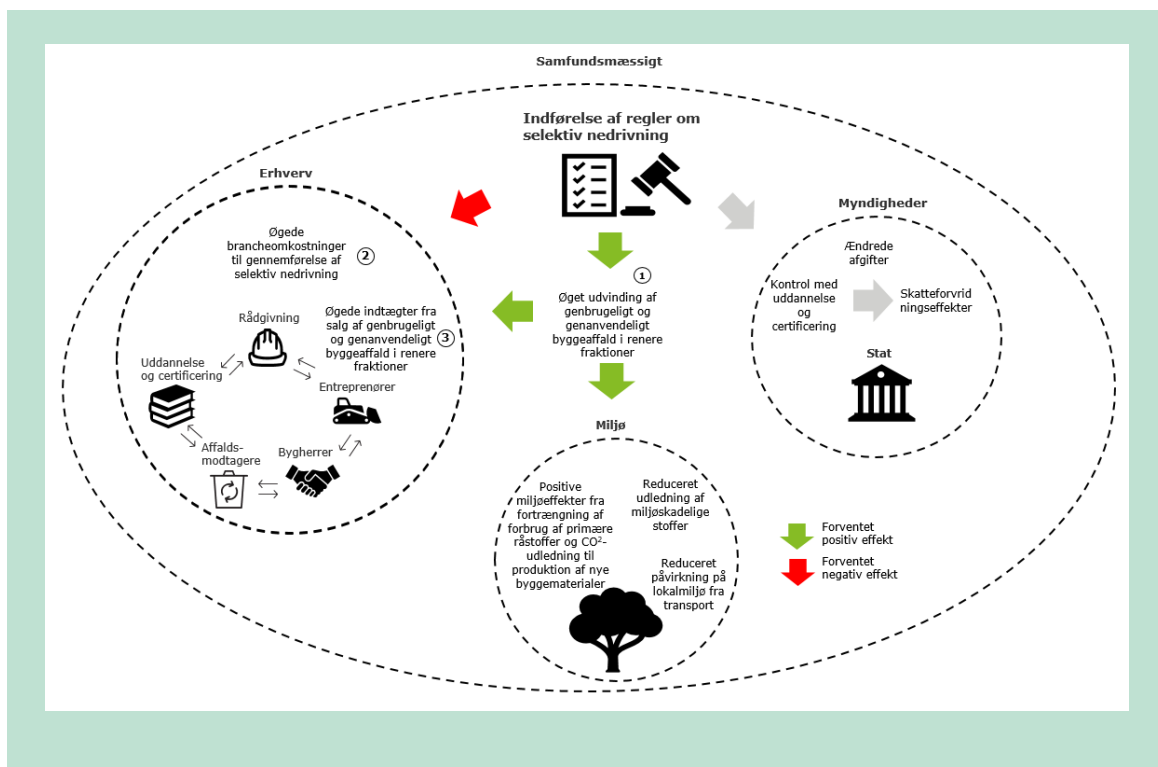 Samfundsmæssigt
Indførelse af regler om
selektiv nedrivning
Erhverv
Øgede
brancheomkostninger
til gennemførelse af
selektiv nedrivning
2
Øgede indtægter fra
salg af genbrugeligt
og genanvendeligt
byggeaffald i renere
fraktioner
3
Rådgivning
Uddannelse
og certificering
Entreprenører
Affalds-
modtagere
Bygherrer
1
Øget udvinding af
genbrugeligt og
genanvendeligt
byggeaffald i renere
fraktioner
Myndigheder
Ændrede
afgifter
Kontrol med
uddannelse
og
certificering
Skatteforvrid
ningseffekter
Stat
Miljø
Positive
miljøeffekter fra
fortrængning af
forbrug af primære
råstoffer og CO²-
udledning til
produktion af nye
byggematerialer
Reduceret
udledning af
miljøskadelige
stoffer
Reduceret
påvirkning på
lokalmiljø fra
transport
Forventet
positiv effekt
Forventet
negativ effekt